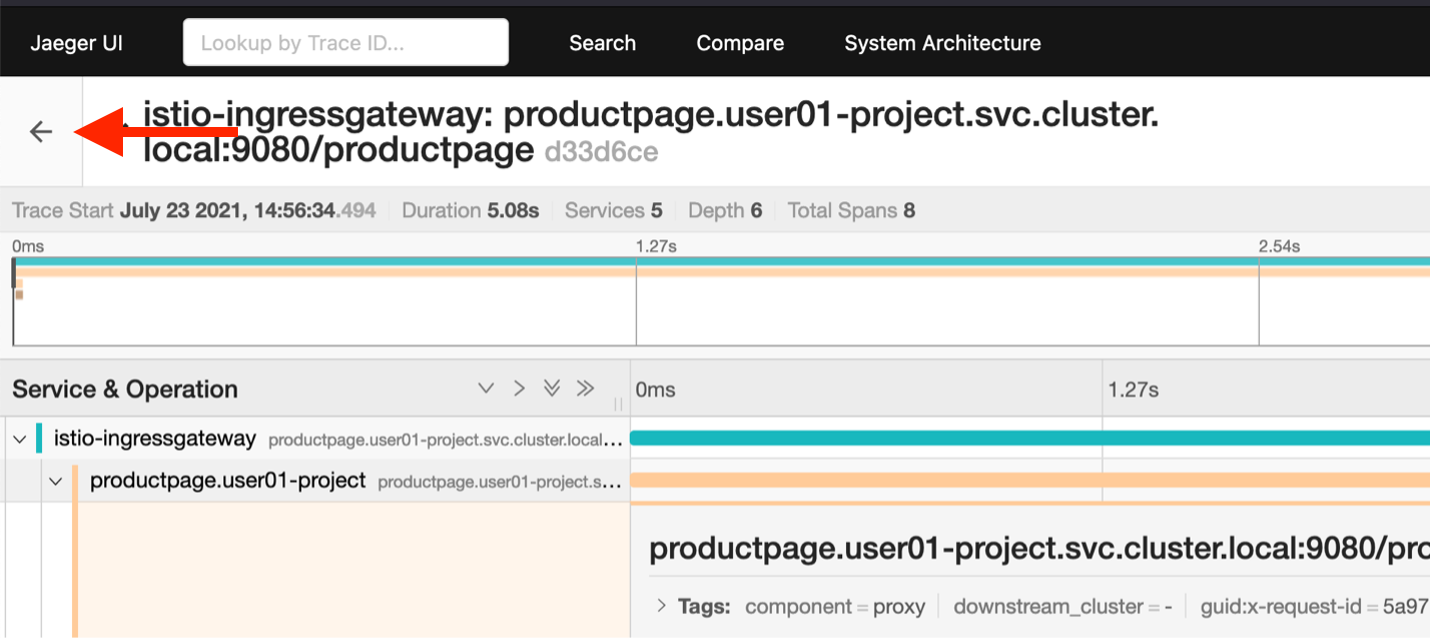 Jaeger UI Lookup by Trace ID... Search Compare System Architecture
istio-ingressgateway: productpage.user01-project.svc.cluster.
local:9080/productpage d33d6ce
Trace Start July 23 2021, 14:56:34.494 Duration 5.08s Services 5 Depth 6 Total Spans 8
0ms 1.27s 2.54s
Service & Operation 0ms 1.27s
istio-ingressgateway productpage.user01-project.svc.cluster.local...
productpage.user01-project productpage.user01-project.s...
productpage.user01-project.svc.cluster.local:9080/pro
Tags: component = proxy downstream_cluster = - guid:x-request-id = 5a97